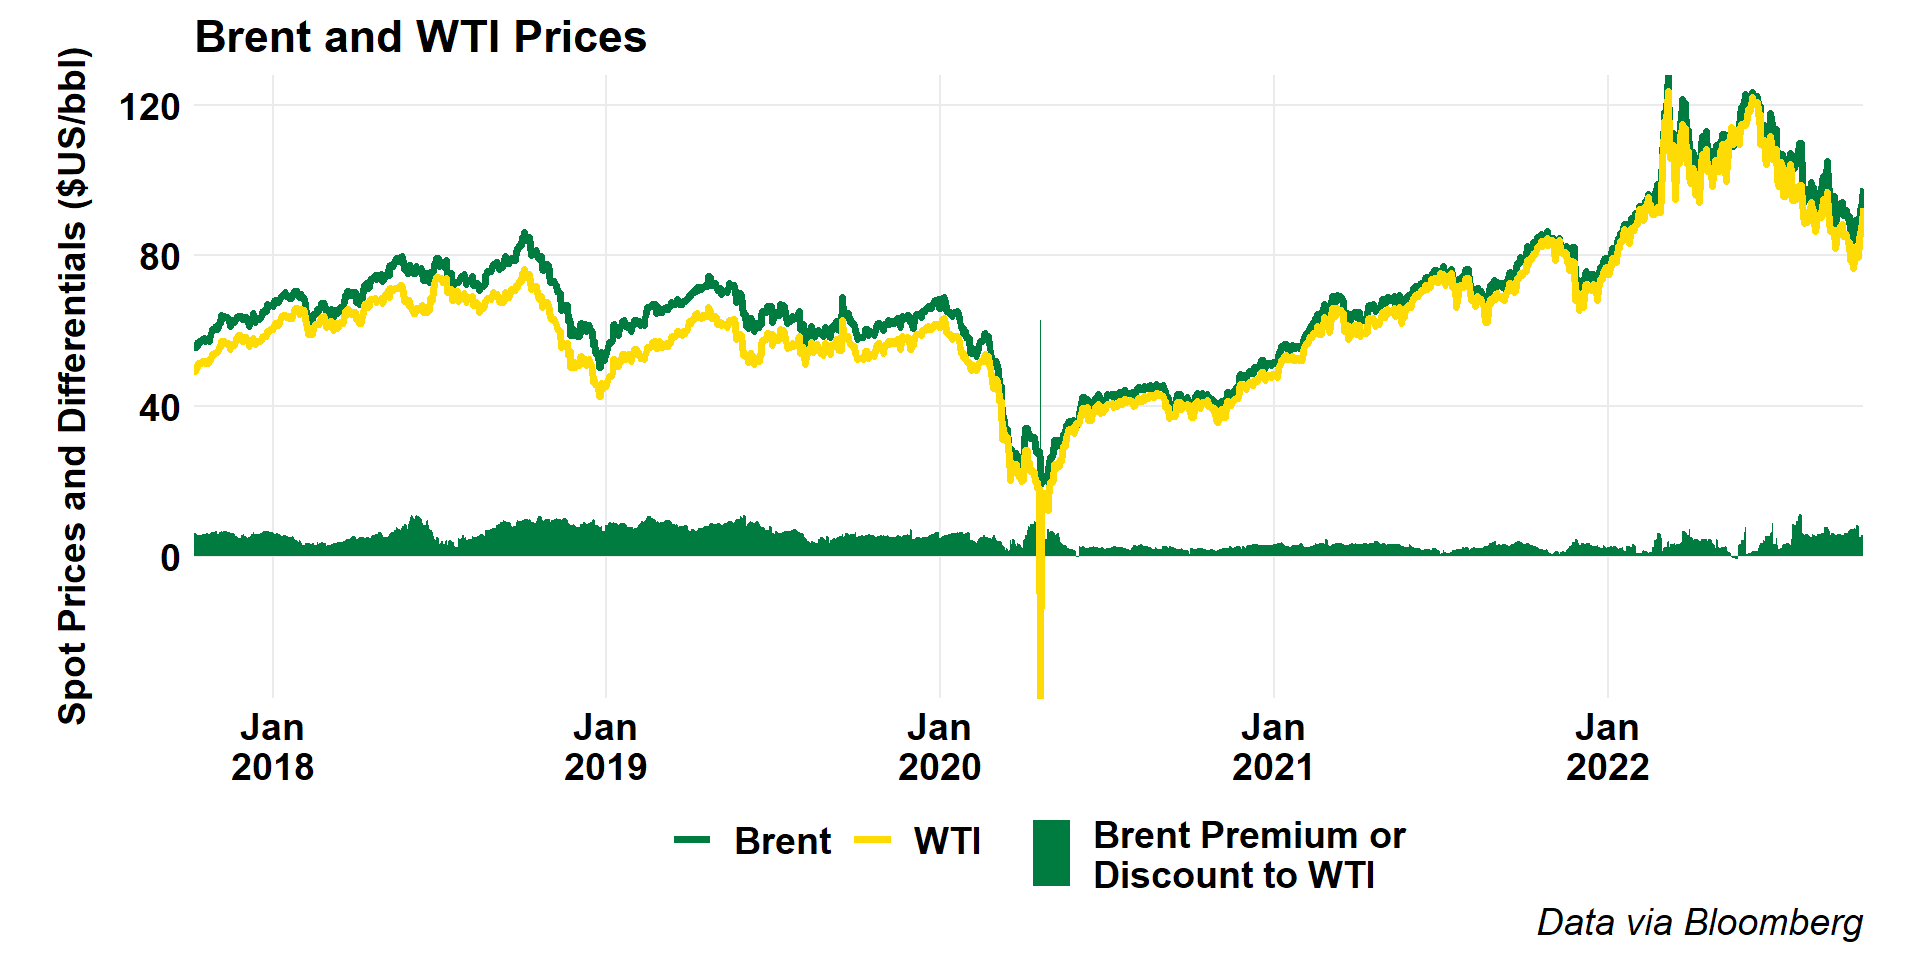 Brent and WTI Prices
Spot Prices and Differentials ($US/bbl)
120
80
40
0
Jan
2018
Jan
2019
Jan
2020
Jan
2021
Jan
2022
Brent
WTI
Brent Premium or
Discount to WTI
Data via Bloomberg